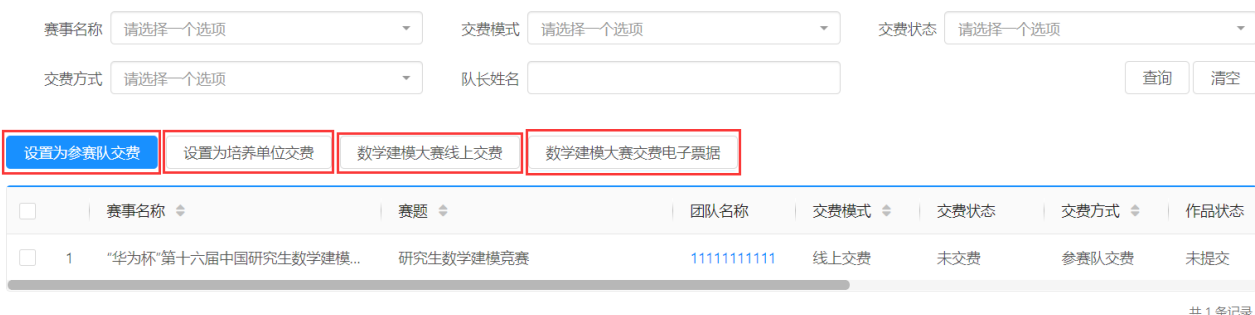 赛事名称 请选择一个选项 交费模式 请选择一个选项 交费状态 请选择一个选项
交费方式 请选择一个选项 队长姓名 查询 清空
设置为参赛队交费 设置为培养单位交费 数学建模大赛线上交费 数学建模大赛交费电子票据
赛事名称 赛题 团队名称 交费模式 交费状态 交费方式 作品状态
1 “华为杯”第十六届中国研究生数学建模... 研究生数学建模竞赛 11111111111 线上交费 未交费 参赛队交费 未提交
共 1 条记录